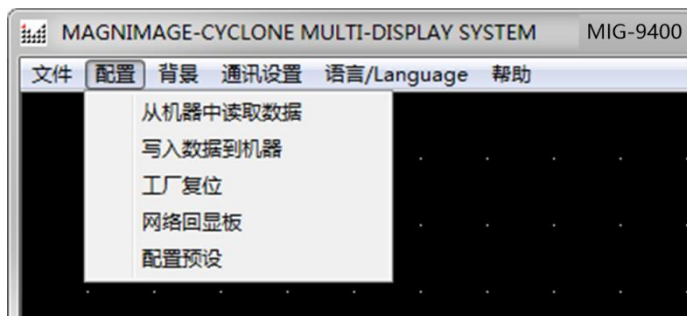 MAGNIMAGE-CYCLONE MULTI-DISPLAY SYSTEM MIG-9400
文件 配置 背景 通讯设置 语言/Language 帮助
从机器中读取数据
写入数据到机器
工厂复位
网络回显板
配置预设